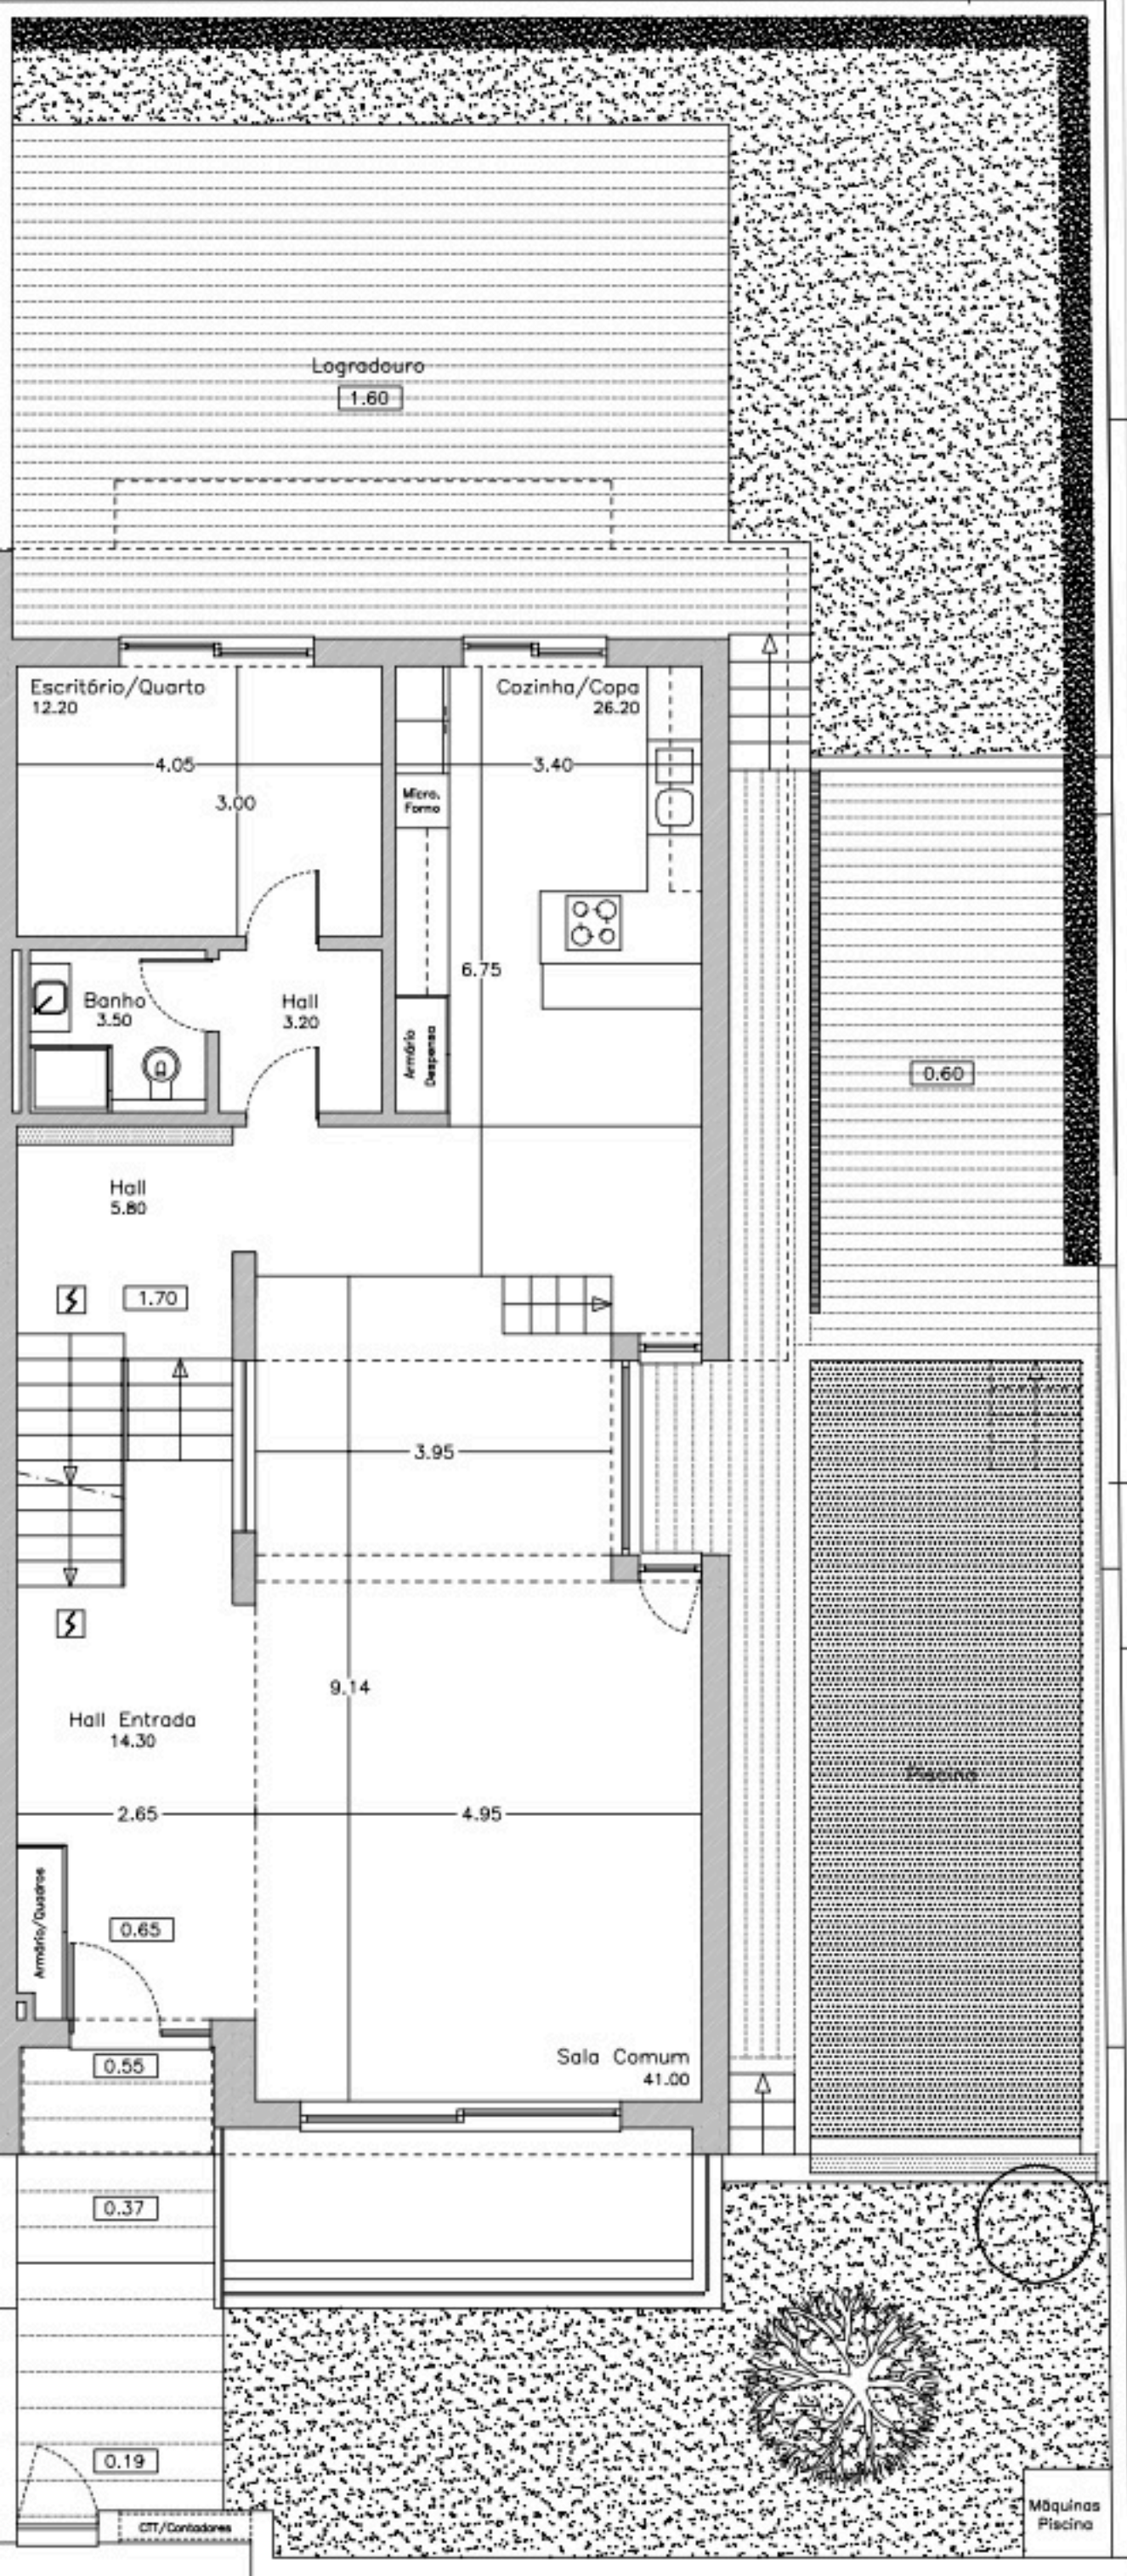 Logradouro
1.60
Escritório/Quarto
12.20
Cozinha/Copa
26.20
4.05
3.40
3.00
Micro.
Forno
6.75
Banho
3.50
Hall
3.20
Armário
Despensa
0.60
Hall
5.80
1.70
3.95
9.14
Hall Entrada
14.30
Piscina
2.65
4.95
Armário/Quadros
0.65
Sala Comum
41.00
0.55
0.37
0.19
CTT/Contadores
Máquinas
Piscina